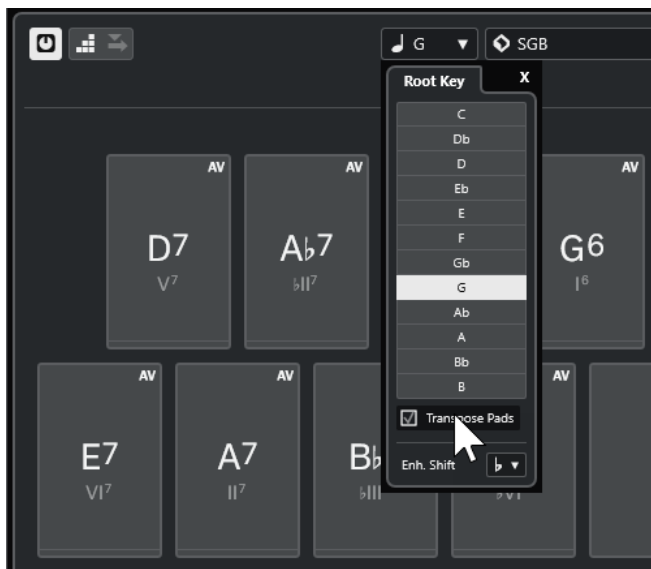 G
SGB
Root Key
X
C
Db
D
Eb
E
F
Gb
G
Ab
A
Bb
B
Transpose Pads
Enh. Shift ♭
AV
D7
V7
AV
A♭7
♭II7
AV
G6
I6
AV
E7
VI7
AV
A7
II7
B♭
♭III
AV
♭VI